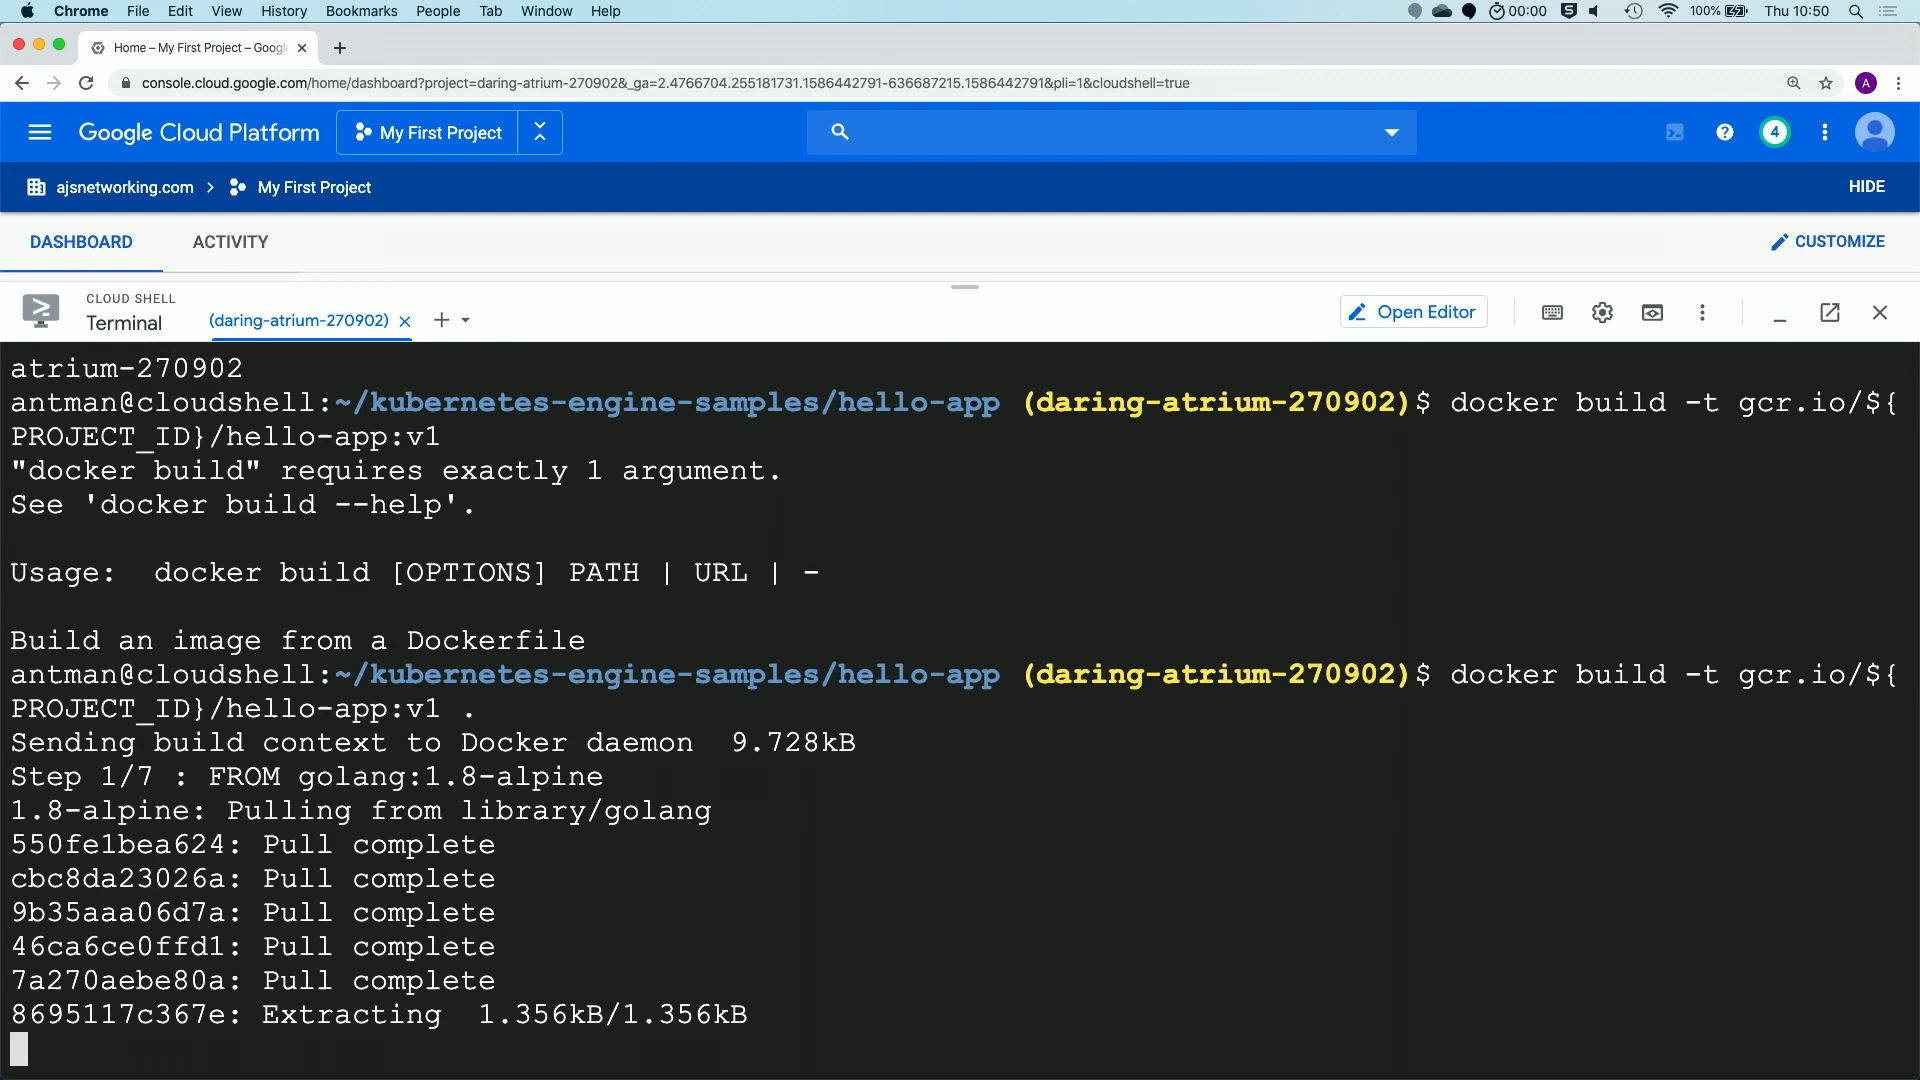 Chrome File Edit View History Bookmarks People Tab Window Help 00:00 100% Thu 10:50
Home – My First Project – Google
console.cloud.google.com/home/dashboard?project=daring-atrium-270902&_ga=2.4766704.255181731.1586442791-636687215.1586442791&pli=1&cloudshell=true A
Google Cloud Platform My First Project ? 4
ajsnetworking.com > My First Project HIDE
DASHBOARD ACTIVITY CUSTOMIZE
CLOUD SHELL
Terminal (daring-atrium-270902) Open Editor
atrium-270902
antman@cloudshell:~/kubernetes-engine-samples/hello-app (daring-atrium-270902)$ docker build -t gcr.io/${
PROJECT_ID}/hello-app:v1
"docker build" requires exactly 1 argument.
See 'docker build --help'.
Usage:  docker build [OPTIONS] PATH | URL | -
Build an image from a Dockerfile
antman@cloudshell:~/kubernetes-engine-samples/hello-app (daring-atrium-270902)$ docker build -t gcr.io/${
PROJECT_ID}/hello-app:v1 .
Sending build context to Docker daemon  9.728kB
Step 1/7 : FROM golang:1.8-alpine
1.8-alpine: Pulling from library/golang
550fe1bea624: Pull complete
cbc8da23026a: Pull complete
9b35aaa06d7a: Pull complete
46ca6ce0ffd1: Pull complete
7a270aebe80a: Pull complete
8695117c367e: Extracting  1.356kB/1.356kB